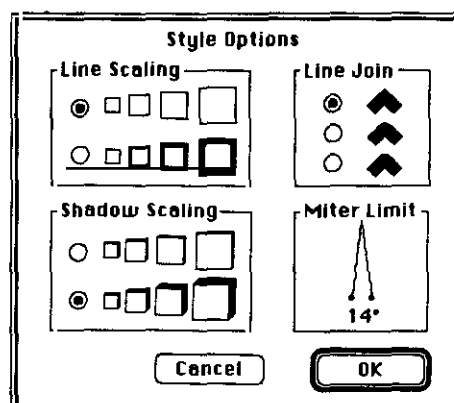 Style Options
Line Scaling
Line Join
Shadow Scaling
Miter Limit
14°
Cancel
OK